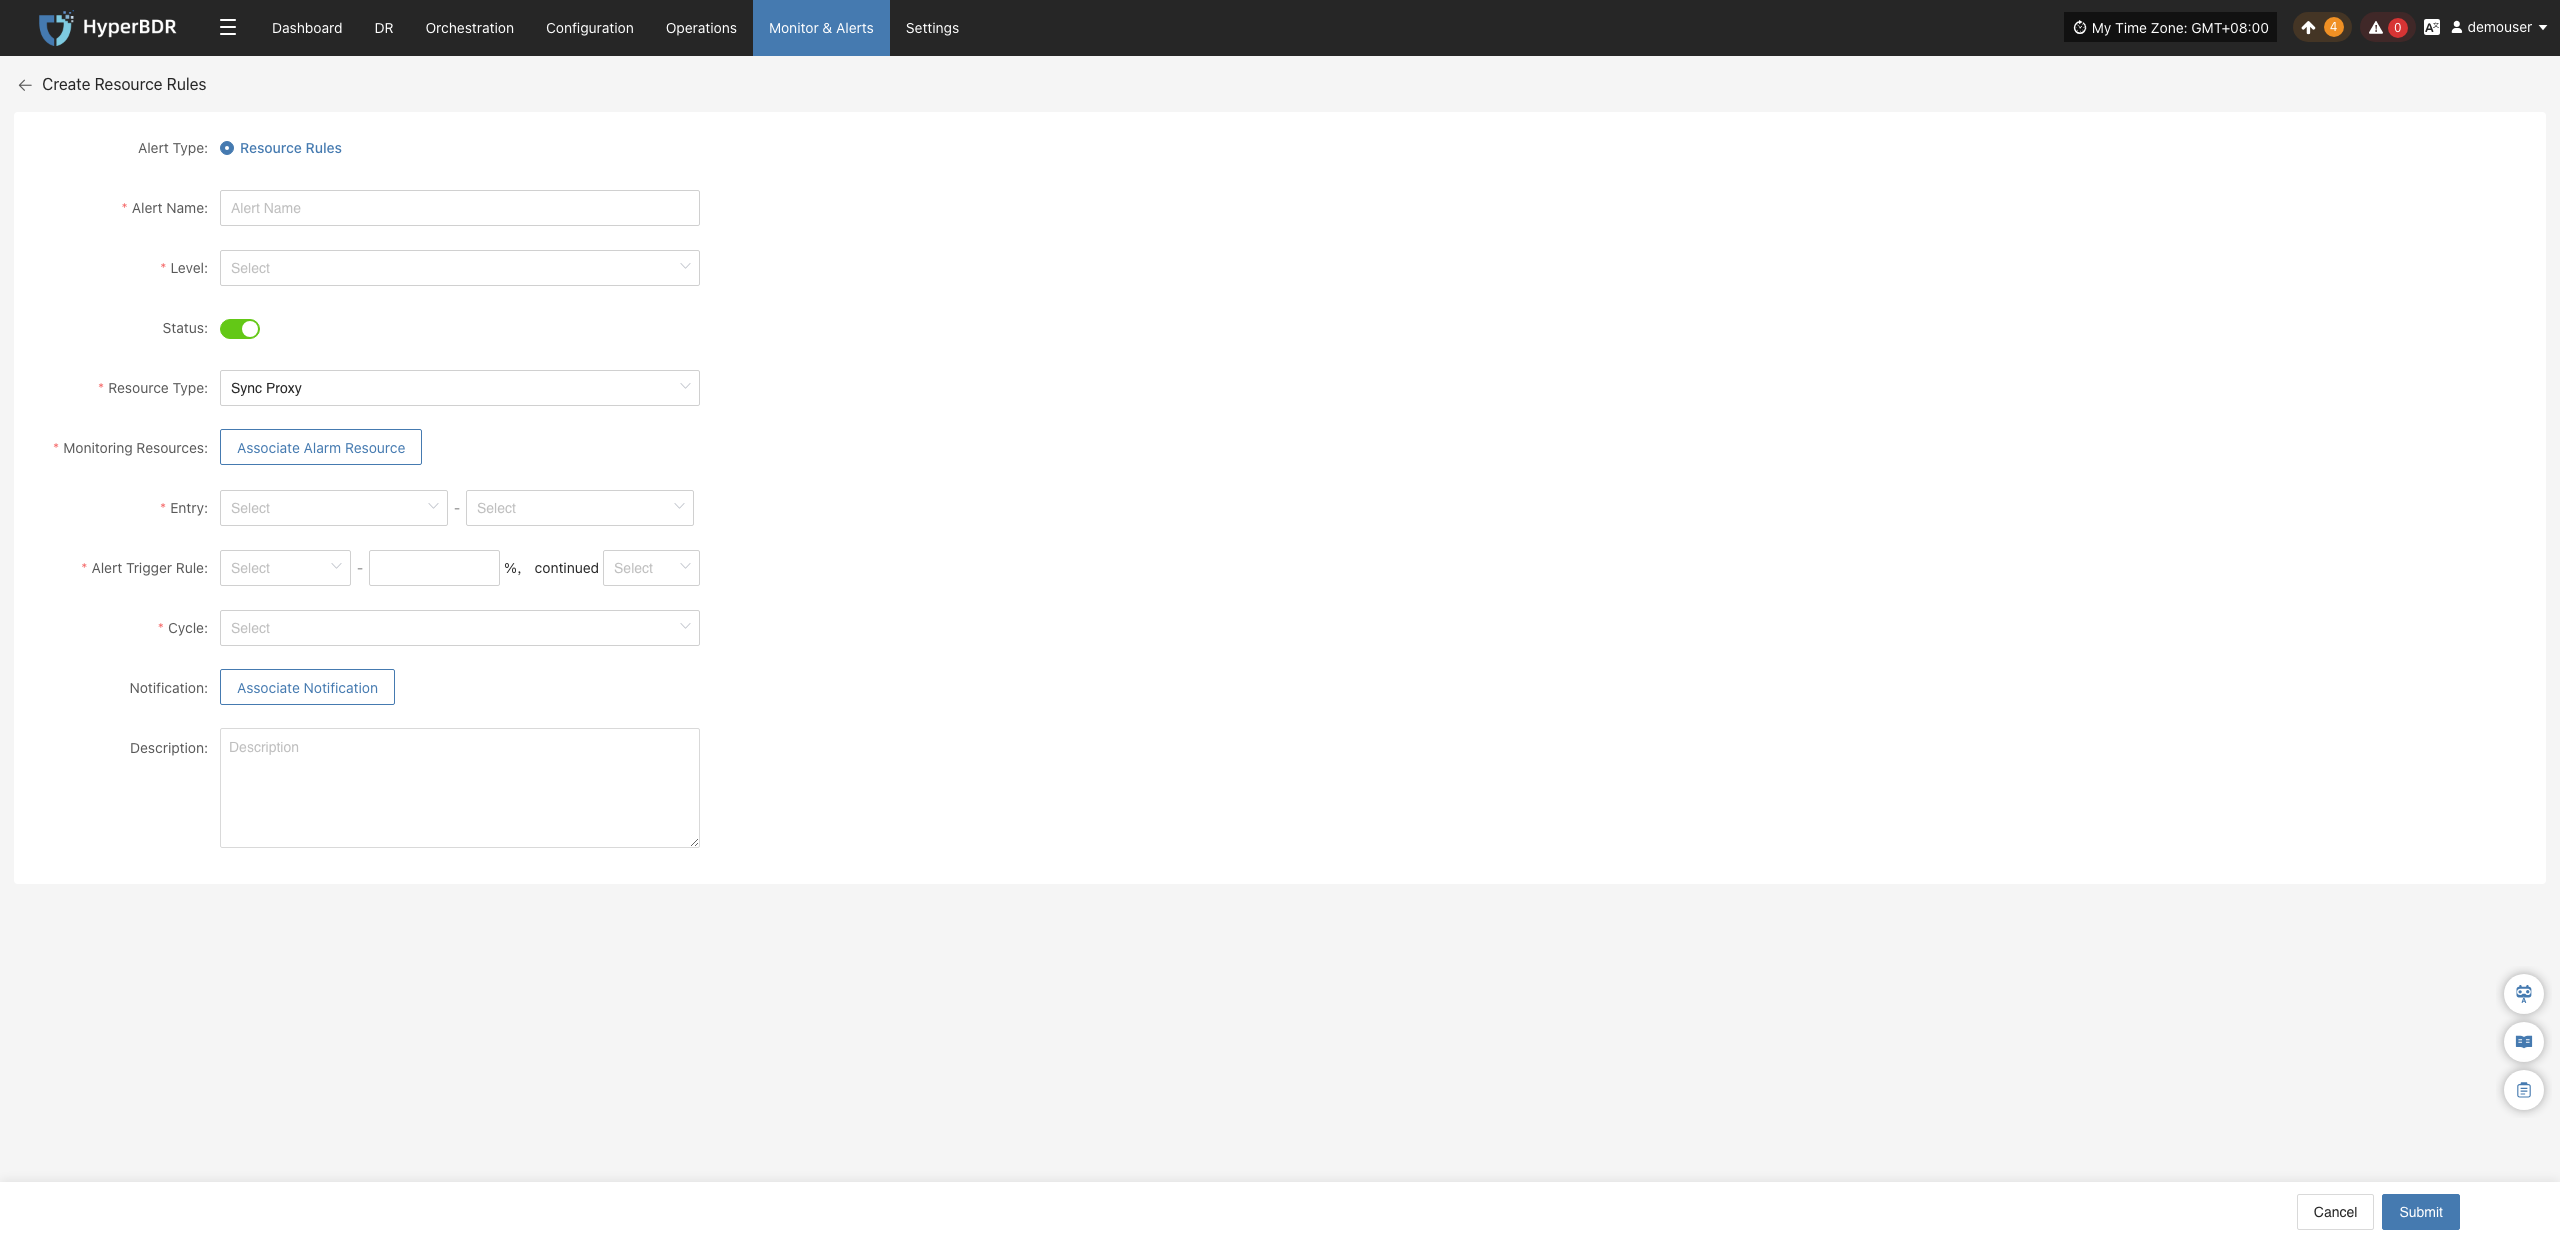 HyperBDR Dashboard DR Orchestration Configuration Operations Monitor & Alerts Settings My Time Zone: GMT+08:00 4 0 demouser
Create Resource Rules
Alert Type: Resource Rules
* Alert Name: Alert Name
* Level: Select
Status:
* Resource Type: Sync Proxy
* Monitoring Resources: Associate Alarm Resource
* Entry: Select - Select
* Alert Trigger Rule: Select - %, continued Select
* Cycle: Select
Notification: Associate Notification
Description: Description
Cancel Submit